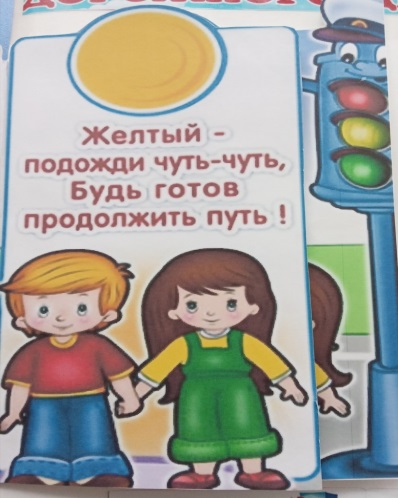 Желтый -
подожди чуть-чуть,
Будь готов
продолжить путь !